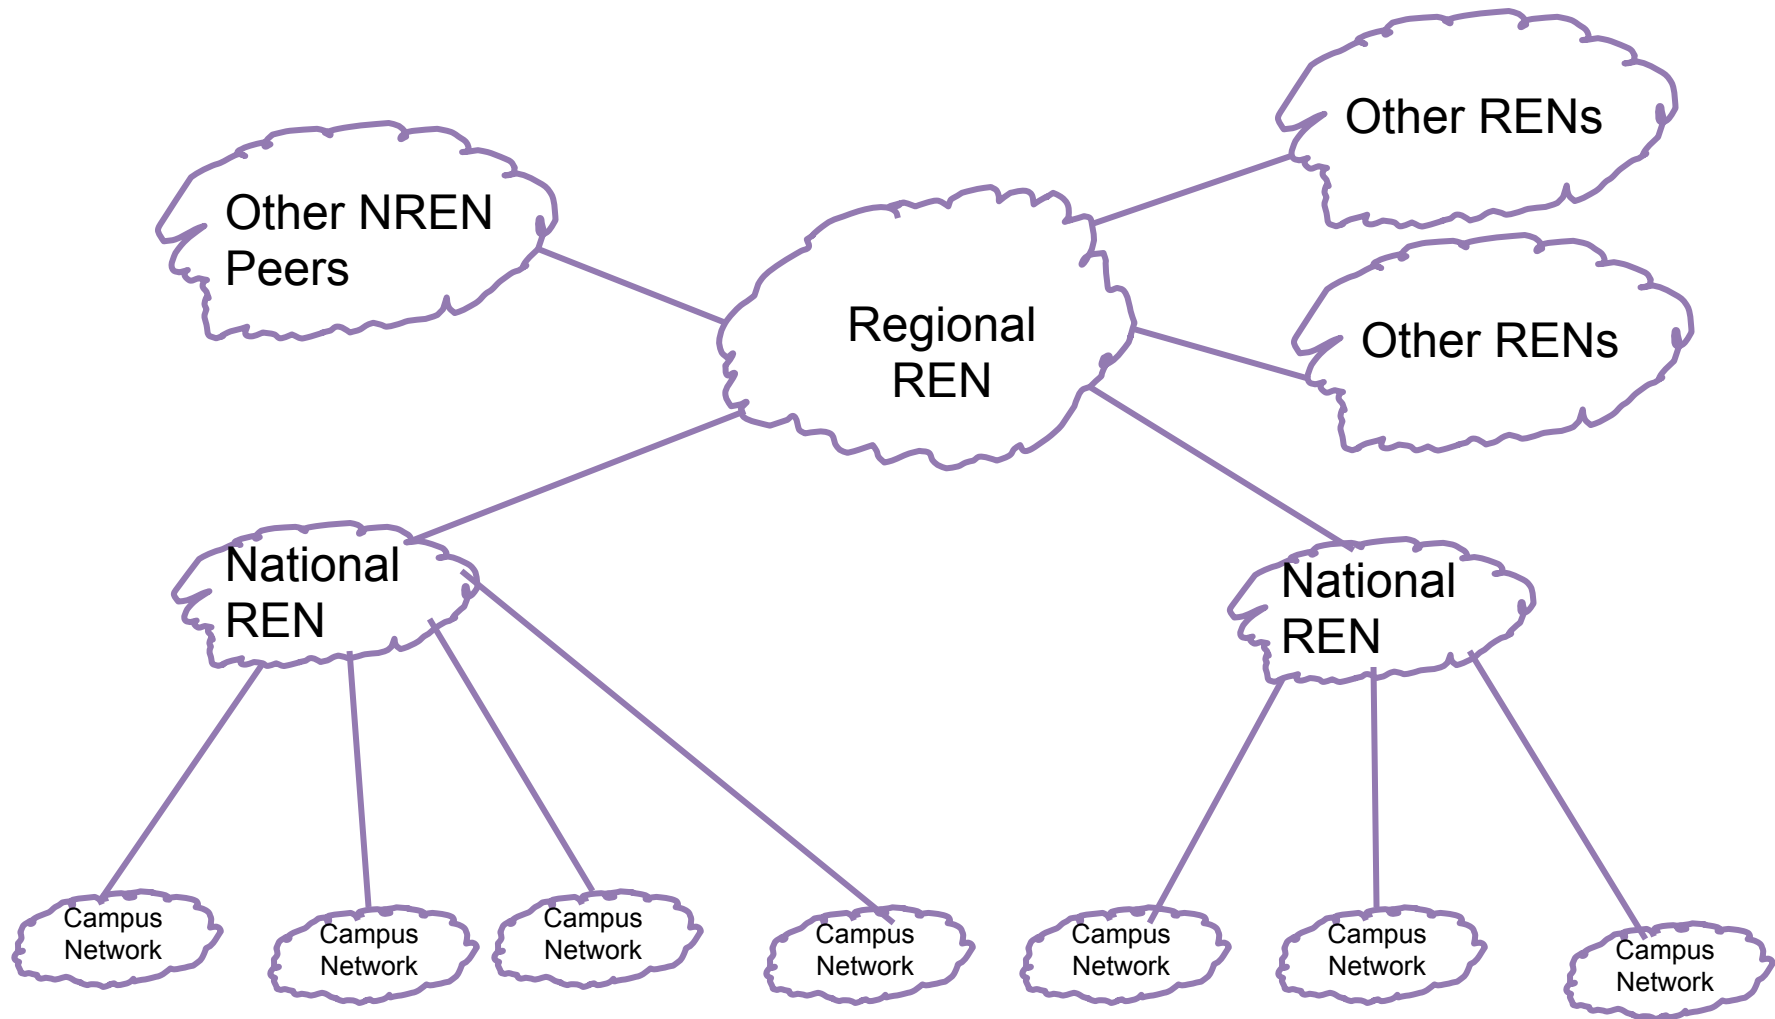 Other RENs
Other NREN
Peers
Regional
REN
Other RENs
National
REN
National
REN
Campus
Network
Campus
Network
Campus
Network
Campus
Network
Campus
Network
Campus
Network
Campus
Network